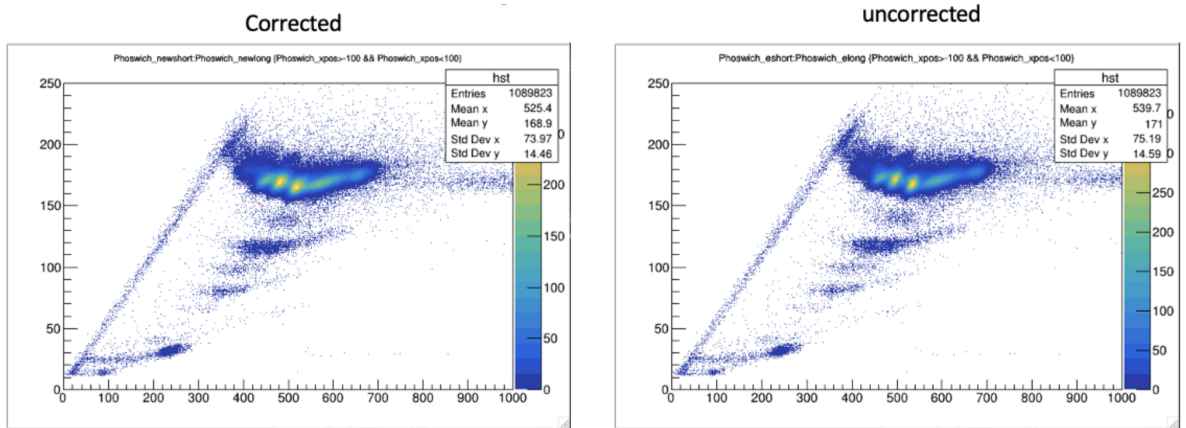 Corrected
Phoswich_newshort:Phoswich_newlong {Phoswich_xpos>-100 && Phoswich_xpos<100}
hst
Entries 1089823
Mean x 525.4
Mean y 168.9
Std Dev x 73.97
Std Dev y 14.46
250
200
150
100
50
0
0 100 200 300 400 500 600 700 800 900 1000
0
200
150
100
50
0
uncorrected
Phoswich_eshort:Phoswich_elong {Phoswich_xpos>-100 && Phoswich_xpos<100}
hst
Entries 1089823
Mean x 539.7
Mean y 171
Std Dev x 75.19
Std Dev y 14.59
250
200
150
100
50
0
0 100 200 300 400 500 600 700 800 900 1000
0
0
250
200
150
100
50
0